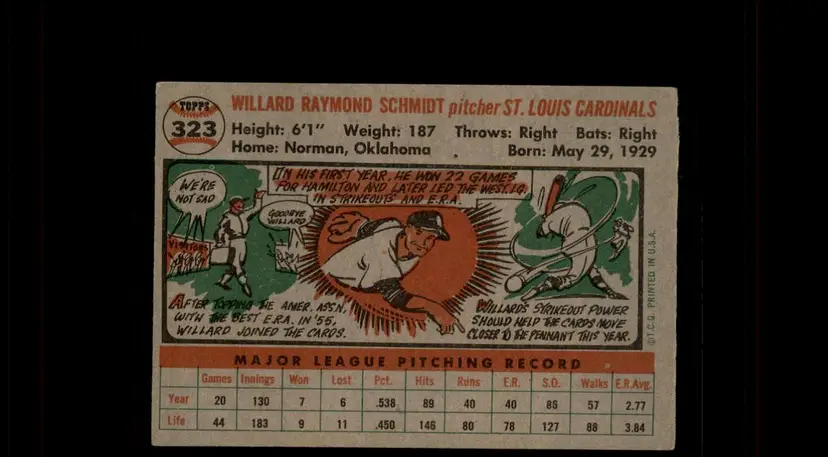 TOPPS
323
WILLARD RAYMOND SCHMIDT pitcher ST. LOUIS CARDINALS
Height: 6'1" Weight: 187 Throws: Right Bats: Right
Home: Norman, Oklahoma Born: May 29, 1929
WE'RE
NOT SAD
VISITORS
GOODBYE
WILLARD
IN HIS FIRST YEAR, HE WON 22 GAMES
FOR HAMILTON AND LATER LED THE WEST. LG.
IN STRIKEOUTS AND E.R.A.
AFTER TOPPING THE AMER. ASSN.
WITH THE BEST E.R.A. IN '55,
WILLARD JOINED THE CARDS.
WILLARD'S STRIKEOUT POWER
SHOULD HELP THE CARDS MOVE
CLOSER TO THE PENNANT THIS YEAR.
©T.C.G. PRINTED IN U.S.A.
MAJOR LEAGUE PITCHING RECORD
Games Innings Won Lost Pct. Hits Runs E.R. S.O. Walks E.R.Avg.
Year 20 130 7 6 .538 89 40 40 86 57 2.77
Life 44 183 9 11 .450 146 80 78 127 88 3.84